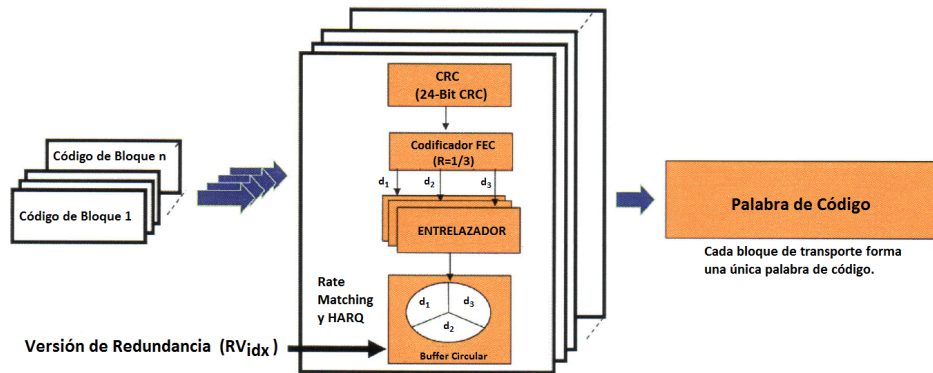 Código de Bloque n
Código de Bloque 1
CRC
(24-Bit CRC)
Codificador FEC
(R=1/3)
d1
d2
d3
ENTRELAZADOR
Rate
Matching
y HARQ
d1
d3
d2
Buffer Circular
Versión de Redundancia (RVidx)
Palabra de Código
Cada bloque de transporte forma
una única palabra de código.